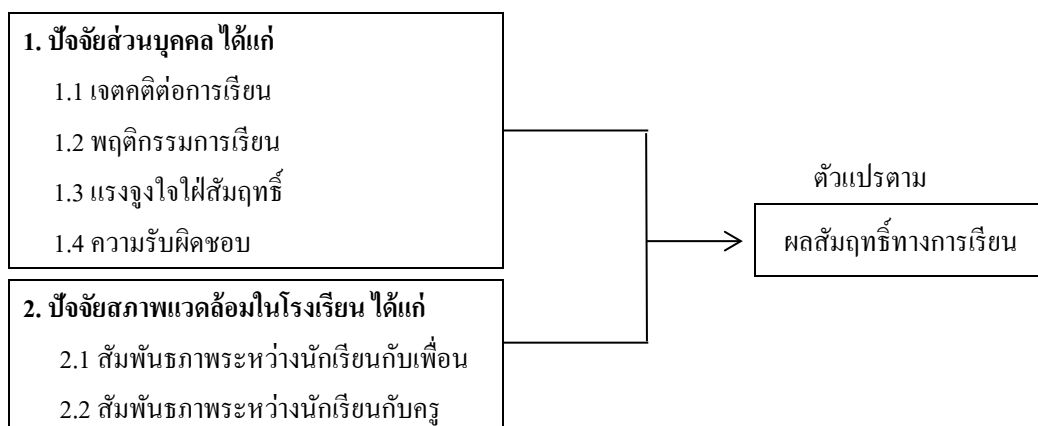 1. ปัจจัยส่วนบุคคล ได้แก่
1.1 เจตคติต่อการเรียน
1.2 พฤติกรรมการเรียน
1.3 แรงจูงใจใฝ่สัมฤทธิ์
1.4 ความรับผิดชอบ
2. ปัจจัยสภาพแวดล้อมในโรงเรียน ได้แก่
2.1 สัมพันธภาพระหว่างนักเรียนกับเพื่อน
2.2 สัมพันธภาพระหว่างนักเรียนกับครู
ตัวแปรตาม
ผลสัมฤทธิ์ทางการเรียน